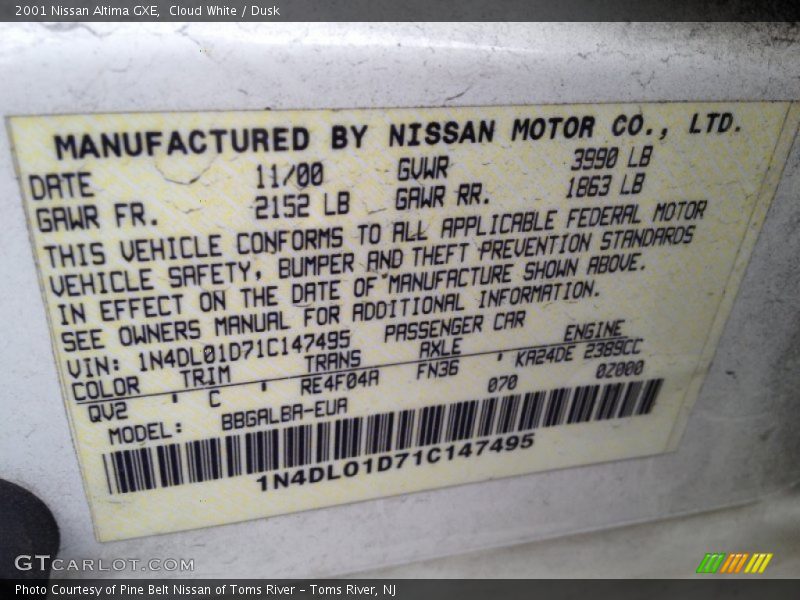 2001 Nissan Altima GXE, Cloud White / Dusk
MANUFACTURED BY NISSAN MOTOR CO., LTD.
DATE 11/00 GVWR 3990 LB
GAWR FR. 2152 LB GAWR RR. 1863 LB
THIS VEHICLE CONFORMS TO ALL APPLICABLE FEDERAL MOTOR
VEHICLE SAFETY, BUMPER AND THEFT PREVENTION STANDARDS
IN EFFECT ON THE DATE OF MANUFACTURE SHOWN ABOVE.
SEE OWNERS MANUAL FOR ADDITIONAL INFORMATION.
VIN: 1N4DL01D71C147495 PASSENGER CAR
COLOR TRIM TRANS AXLE ENGINE
QV2 C RE4F04A FN36 KA24DE 2389CC
MODEL: BBGALBA-EUA 070 0Z000
1N4DL01D71C147495
GTCARLOT.COM
Photo Courtesy of Pine Belt Nissan of Toms River - Toms River, NJ